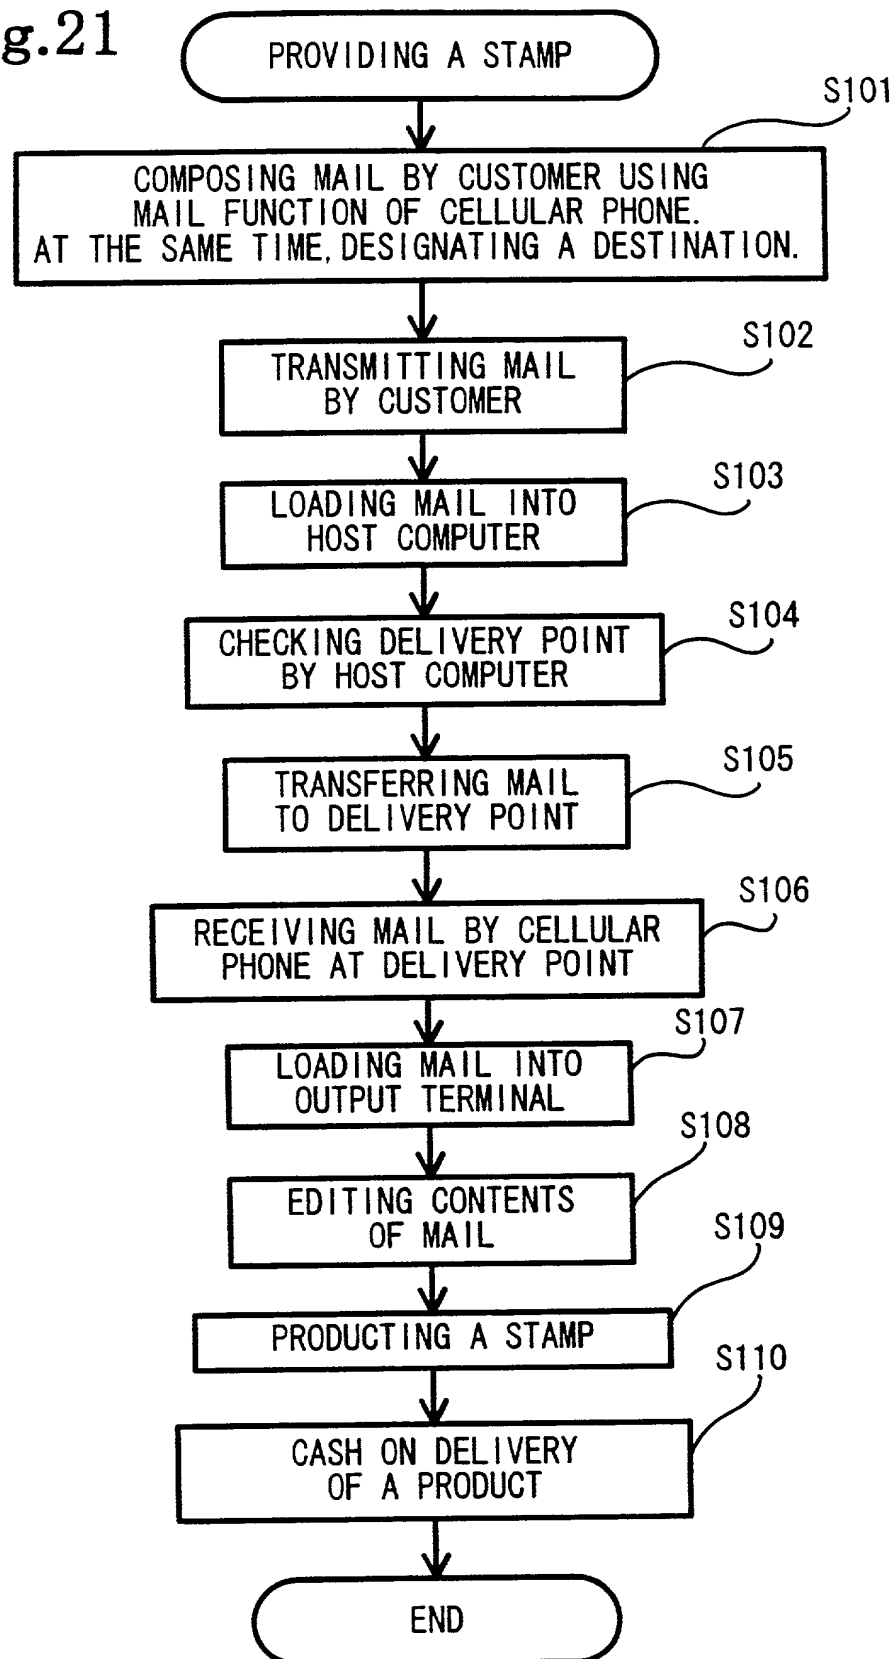 g.21
PROVIDING A STAMP
S101
COMPOSING MAIL BY CUSTOMER USING
MAIL FUNCTION OF CELLULAR PHONE.
AT THE SAME TIME, DESIGNATING A DESTINATION.
S102
TRANSMITTING MAIL
BY CUSTOMER
S103
LOADING MAIL INTO
HOST COMPUTER
S104
CHECKING DELIVERY POINT
BY HOST COMPUTER
S105
TRANSFERRING MAIL
TO DELIVERY POINT
S106
RECEIVING MAIL BY CELLULAR
PHONE AT DELIVERY POINT
S107
LOADING MAIL INTO
OUTPUT TERMINAL
S108
EDITING CONTENTS
OF MAIL
S109
PRODUCTING A STAMP
S110
CASH ON DELIVERY
OF A PRODUCT
END